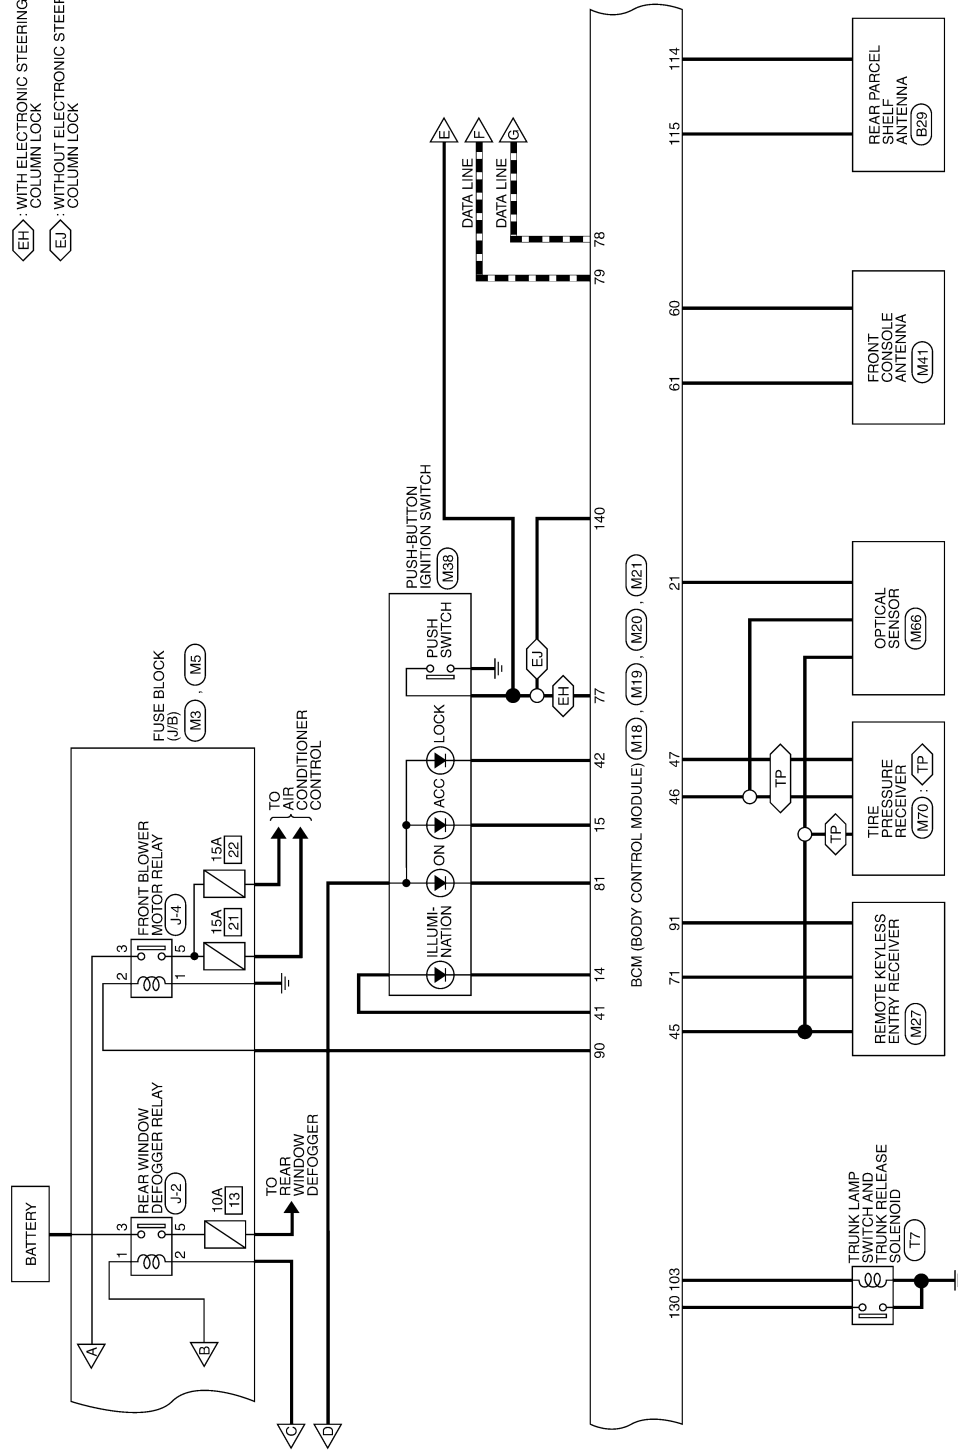 EH : WITH ELECTRONIC STEERING
COLUMN LOCK
EJ : WITHOUT ELECTRONIC STEER
COLUMN LOCK
BATTERY
FUSE BLOCK
(J/B)
M3 , M5
A
B
C
D
E
F
G
REAR WINDOW
DEFOGGER RELAY
J-2
1
3
2
5
10A
13
TO
REAR
WINDOW
DEFOGGER
FRONT BLOWER
MOTOR RELAY
J-4
2
3
1
5
15A
21
15A
22
TO
AIR
CONDITIONER
CONTROL
PUSH-BUTTON
IGNITION SWITCH
M38
ILLUMI-
NATION
ON
ACC
LOCK
PUSH
SWITCH
DATA LINE
DATA LINE
EJ
EH
90
41
14
81
15
42
77
140
79
78
BCM (BODY CONTROL MODULE) M18 , M19 , M20 , M21
130
103
45
71
91
46
47
21
61
60
115
114
TP
TP
TRUNK LAMP
SWITCH AND
TRUNK RELEASE
SOLENOID
T7
REMOTE KEYLESS
ENTRY RECEIVER
M27
TIRE
PRESSURE
RECEIVER
M70 : TP
OPTICAL
SENSOR
M66
FRONT
CONSOLE
ANTENNA
M41
REAR PARCEL
SHELF
ANTENNA
B29